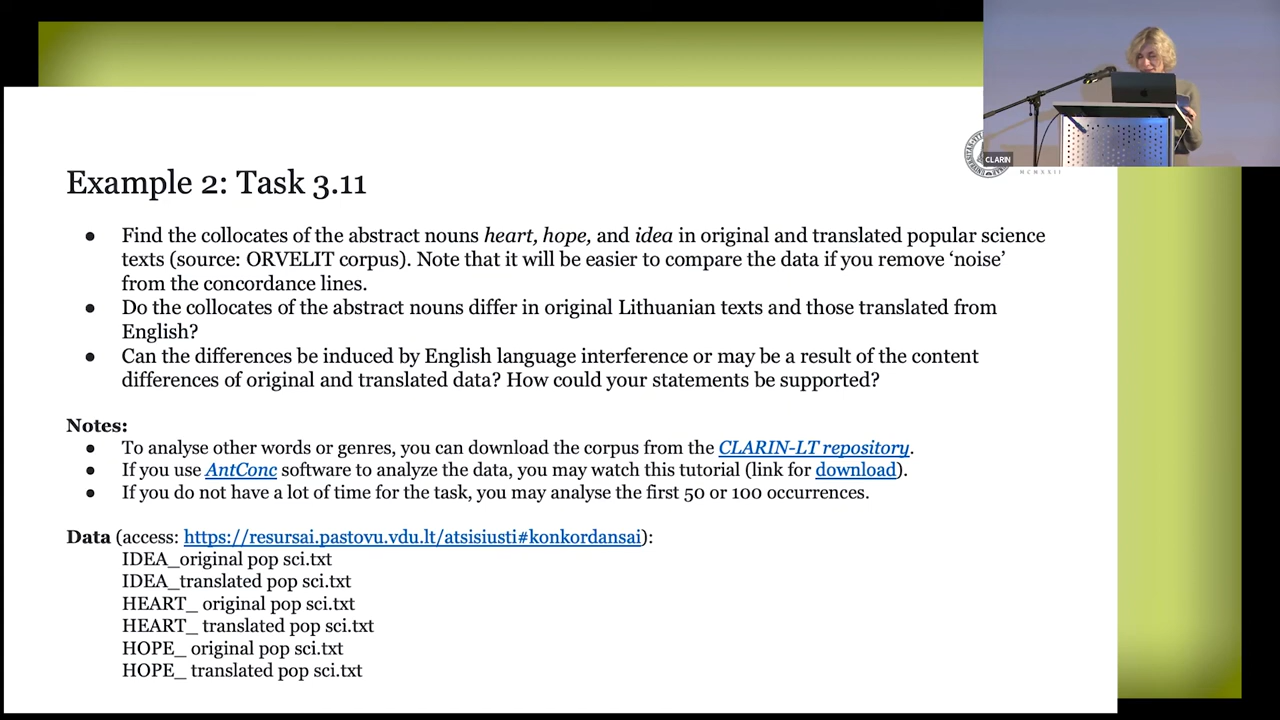 CLARIN
MCMXXII
Example 2: Task 3.11
● Find the collocates of the abstract nouns heart, hope, and idea in original and translated popular science
texts (source: ORVELIT corpus). Note that it will be easier to compare the data if you remove ‘noise’
from the concordance lines.
● Do the collocates of the abstract nouns differ in original Lithuanian texts and those translated from
English?
● Can the differences be induced by English language interference or may be a result of the content
differences of original and translated data? How could your statements be supported?
Notes:
● To analyse other words or genres, you can download the corpus from the CLARIN-LT repository.
● If you use AntConc software to analyze the data, you may watch this tutorial (link for download).
● If you do not have a lot of time for the task, you may analyse the first 50 or 100 occurrences.
Data (access: https://resursai.pastovu.vdu.lt/atsisiusti#konkordansai):
IDEA_original pop sci.txt
IDEA_translated pop sci.txt
HEART_ original pop sci.txt
HEART_ translated pop sci.txt
HOPE_ original pop sci.txt
HOPE_ translated pop sci.txt